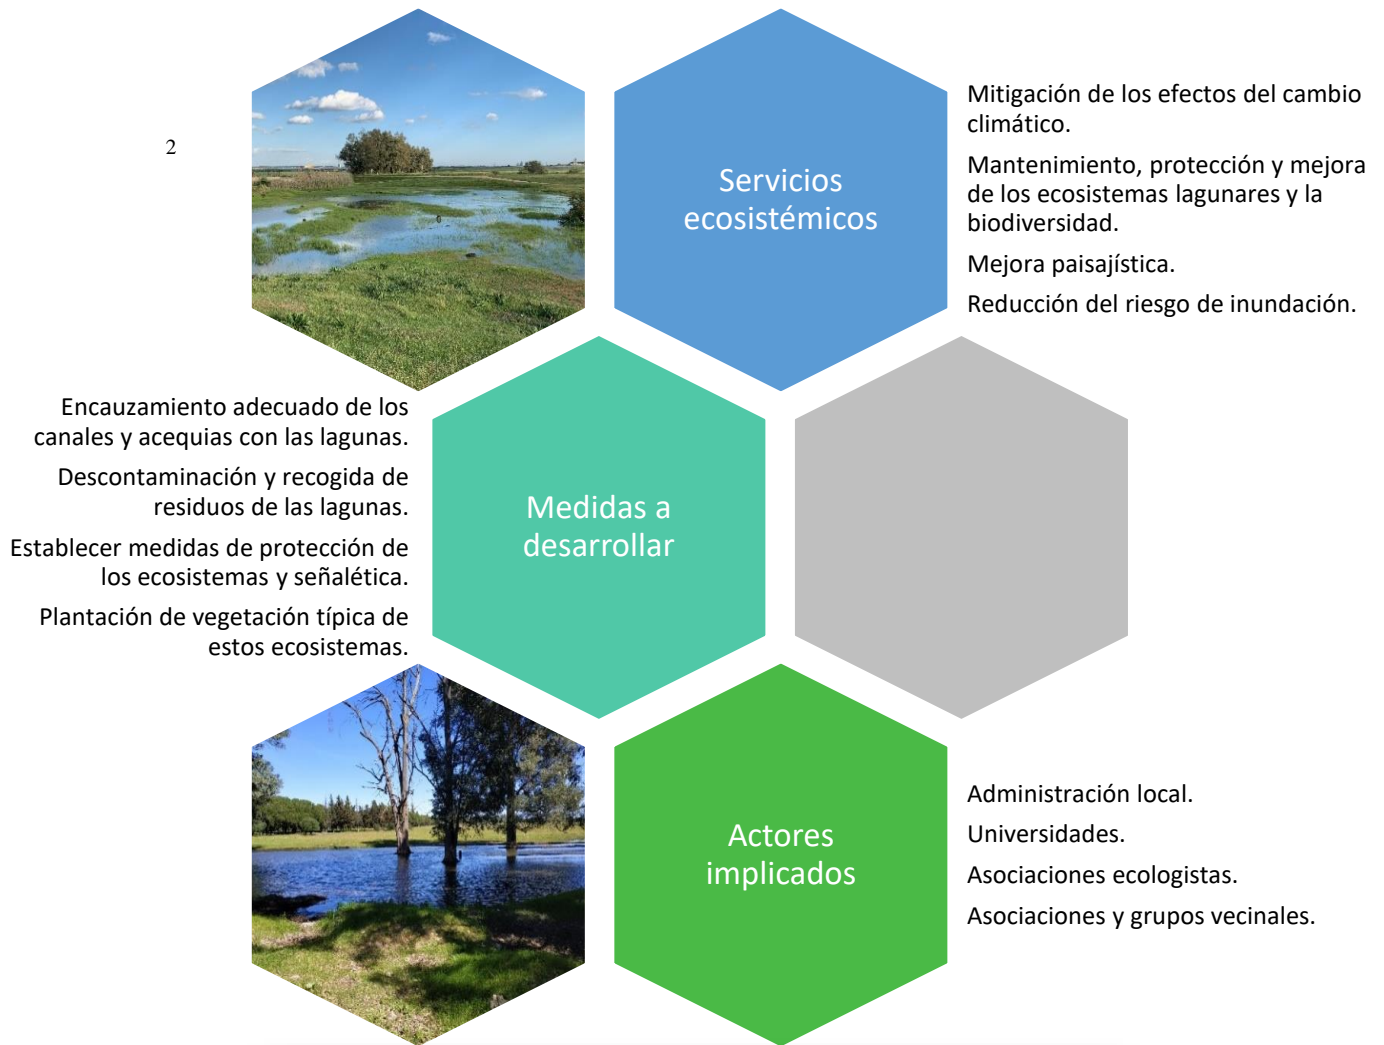 2
Servicios
ecosistémicos
Mitigación de los efectos del cambio
climático.
Mantenimiento, protección y mejora
de los ecosistemas lagunares y la
biodiversidad.
Mejora paisajística.
Reducción del riesgo de inundación.
Encauzamiento adecuado de los
canales y acequias con las lagunas.
Descontaminación y recogida de
residuos de las lagunas.
Establecer medidas de protección de
los ecosistemas y señalética.
Plantación de vegetación típica de
estos ecosistemas.
Medidas a
desarrollar
Actores
implicados
Administración local.
Universidades.
Asociaciones ecologistas.
Asociaciones y grupos vecinales.